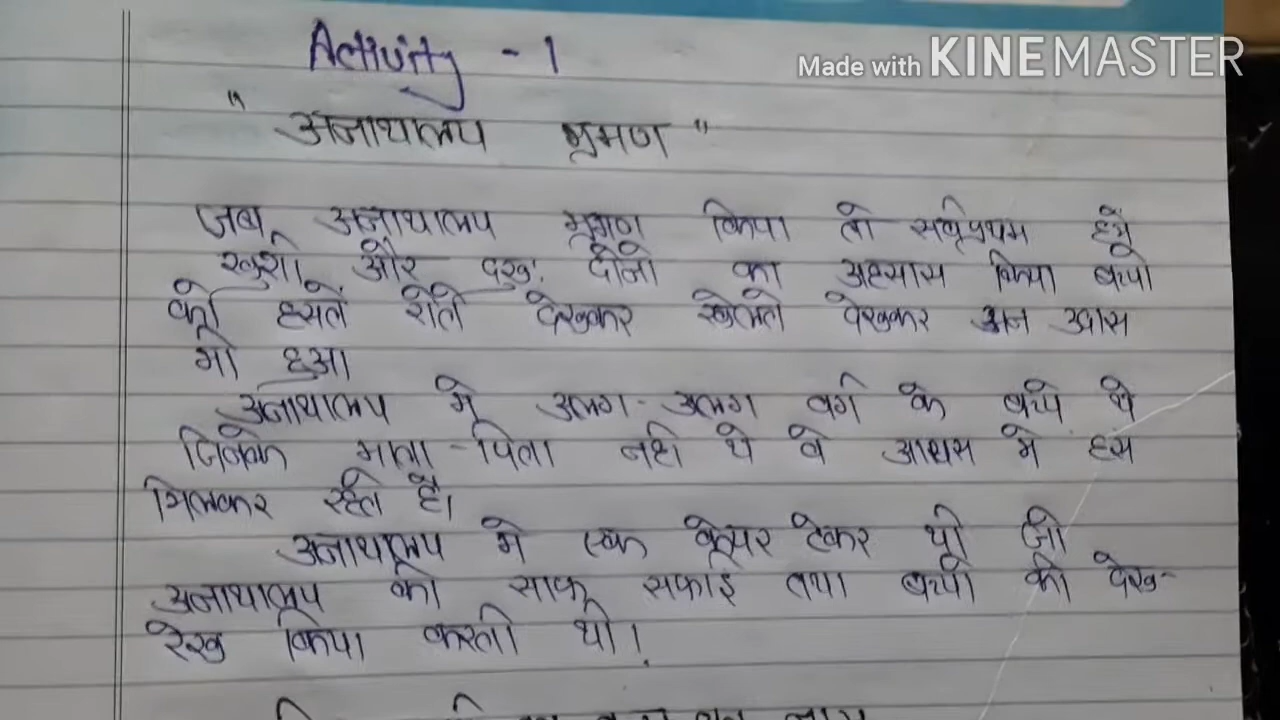 Activity - 1
Made with KINEMASTER
"अनाथालय भ्रमण"
जब अनाथालय भ्रमण किया तो सर्वप्रथम हमें
खुशी और दुख: दोनो का अहसास किया बच्चो
को हसते रोते देखकर खेलते देखकर मन उदास
भी हुआ।
अनाथालय मे अलग-अलग वर्ग के बच्चे थे
जिनके माता-पिता नही थे वे आश्रम मे हस
मिलकर रहते है।
अनाथालय मे एक केयर टेकर थी जो
अनाथालय की साफ सफाई तथा बच्चो की देख-
रेख किया करती थी।